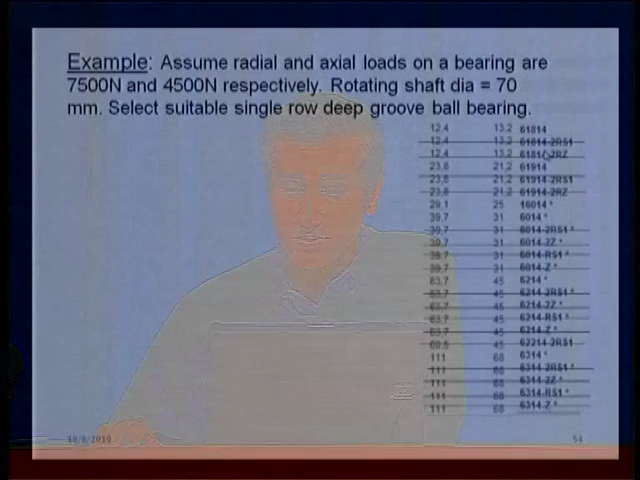 Example: Assume radial and axial loads on a bearing are
7500N and 4500N respectively. Rotating shaft dia = 70
mm. Select suitable single row deep groove ball bearing.
12,4 13,2 61814
12,4 13,2 61814-2RS1
12,4 13,2 61814-2RZ
23,8 21,2 61914
23,8 21,2 61914-2RS1
23,8 21,2 61914-2RZ
29,1 25 16014 *
39,7 31 6014 *
39,7 31 6014-2RS1 *
39,7 31 6014-2Z *
39,7 31 6014-RS1 *
39,7 31 6014-Z *
63,7 45 6214 *
63,7 45 6214-2RS1 *
63,7 45 6214-2Z *
63,7 45 6214-RS1 *
63,7 45 6214-Z *
45 62214-2RS1
111 68 6314 *
111 68 6314-2RS1 *
111 68 6314-2Z *
111 68 6314-RS1 *
111 68 6314-Z *
10/8/2010 54